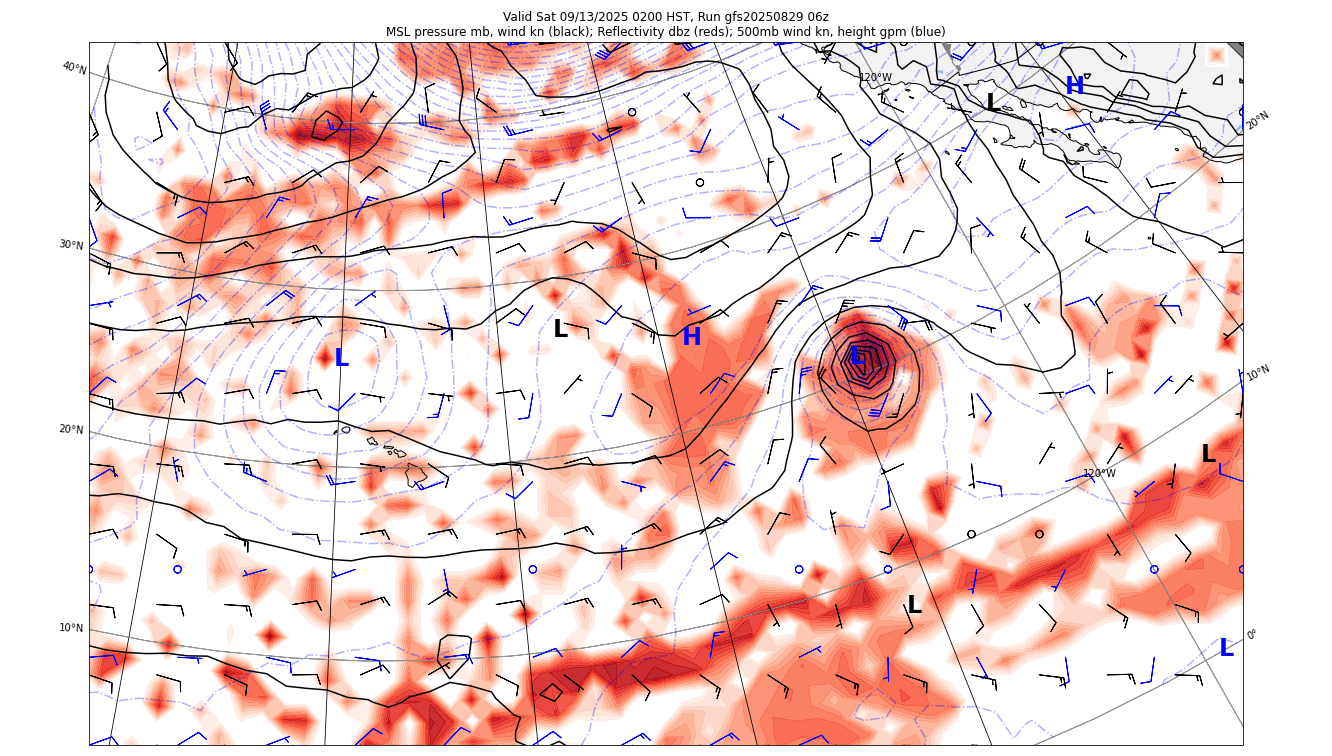 Valid Sat 09/13/2025 0200 HST, Run gfs20250829 06z
MSL pressure mb, wind kn (black); Reflectivity dbz (reds); 500mb wind kn, height gpm (blue)
40°N
120°W
H
L
20°N
30°N
L
H
L
L
10°N
20°N
L
120°W
L
10°N
0°
L